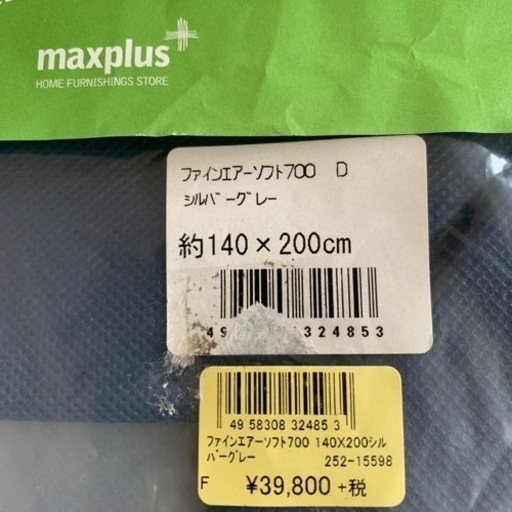 maxplus
HOME FURNISHINGS STORE
ファインエアーソフト700 D
シルバーグレー
約140×200cm
49 324853
49 58308 32485 3
ファインエアーソフト700 140X200シル
バーグレー 252-15598
F ¥39,800 +税